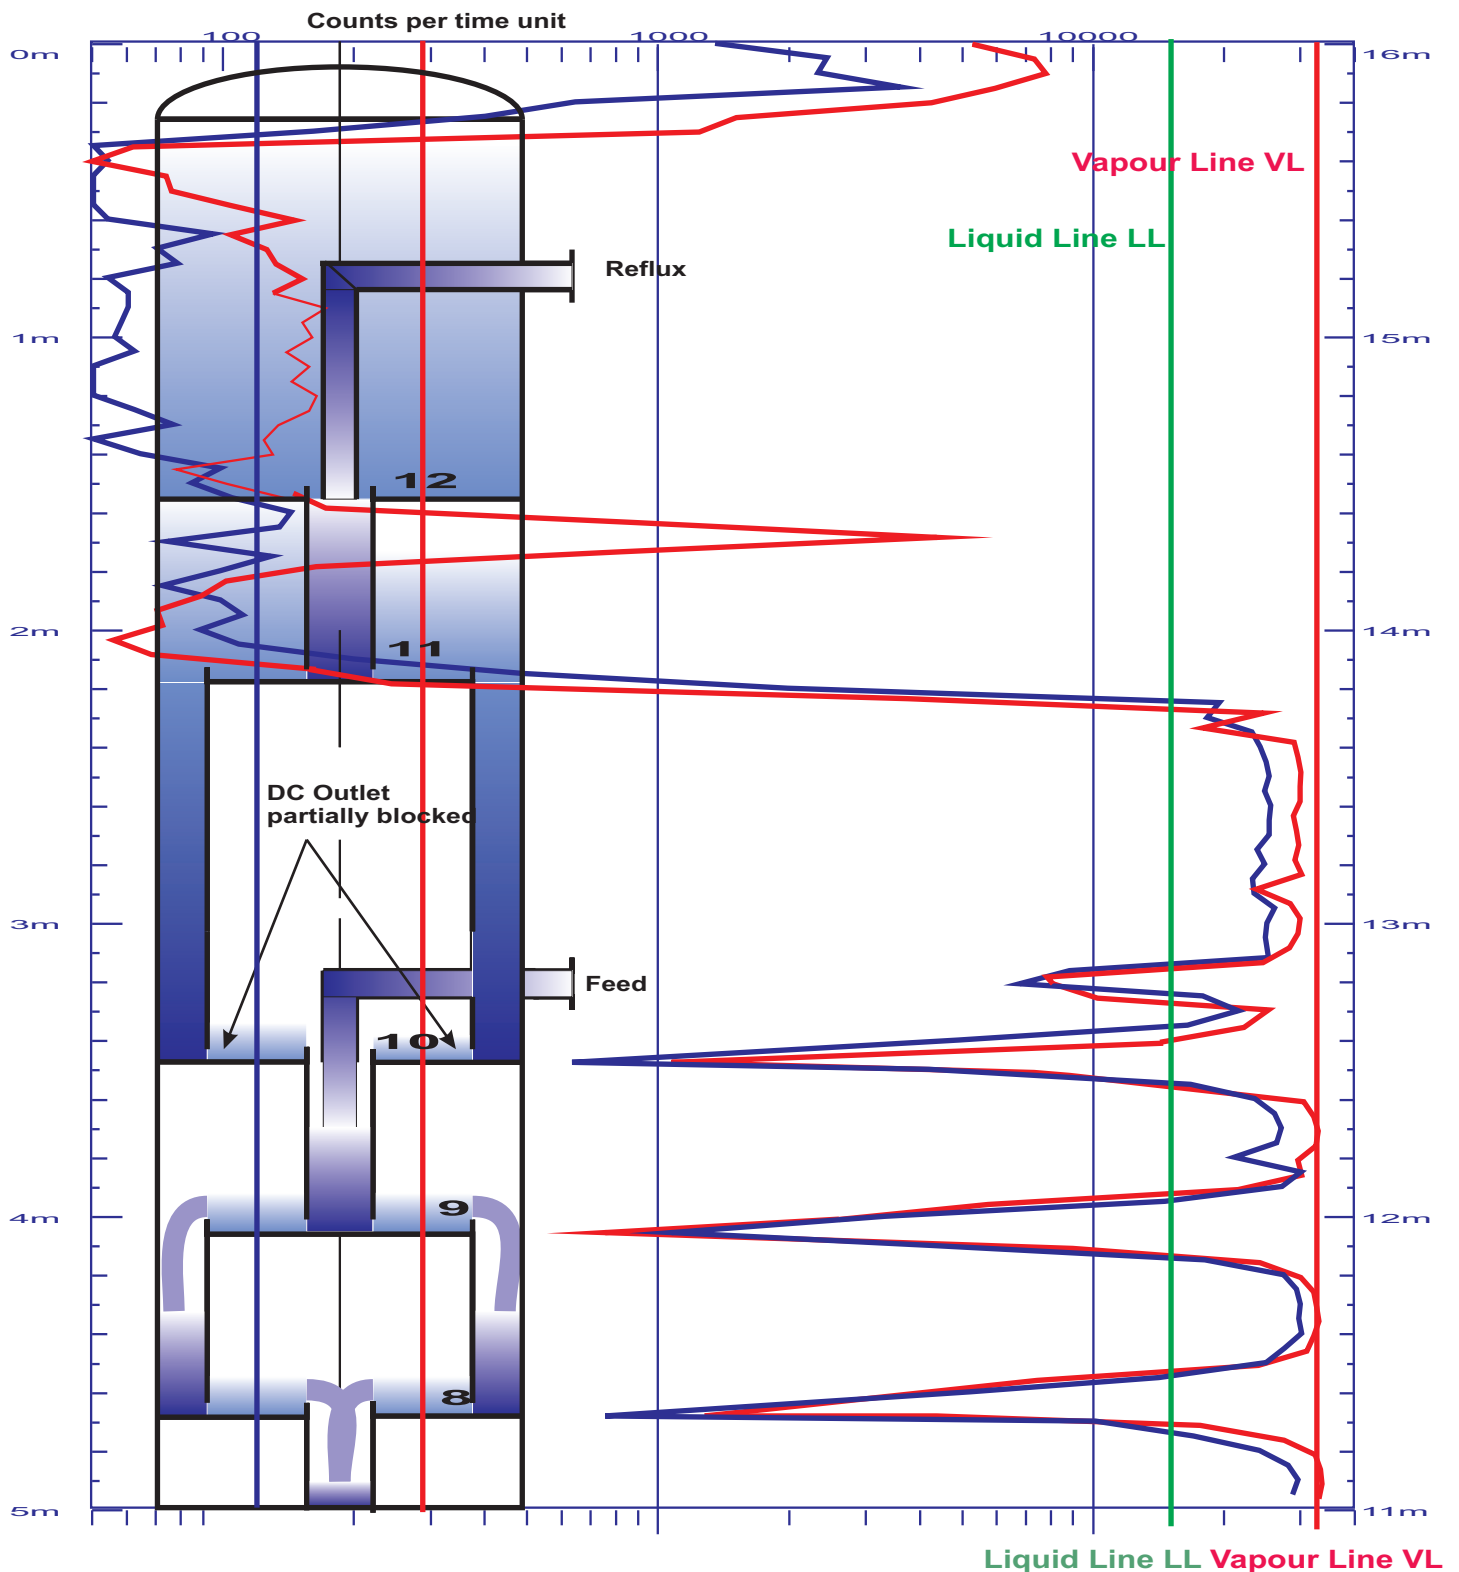 Counts per time unit
100 1000 10000
0m 16m
Vapour Line VL
Liquid Line LL
Reflux
1m 15m
12
2m 14m
11
DC Outlet
partially blocked
3m 13m
Feed
10
9
4m 12m
8
5m 11m
Liquid Line LL Vapour Line VL